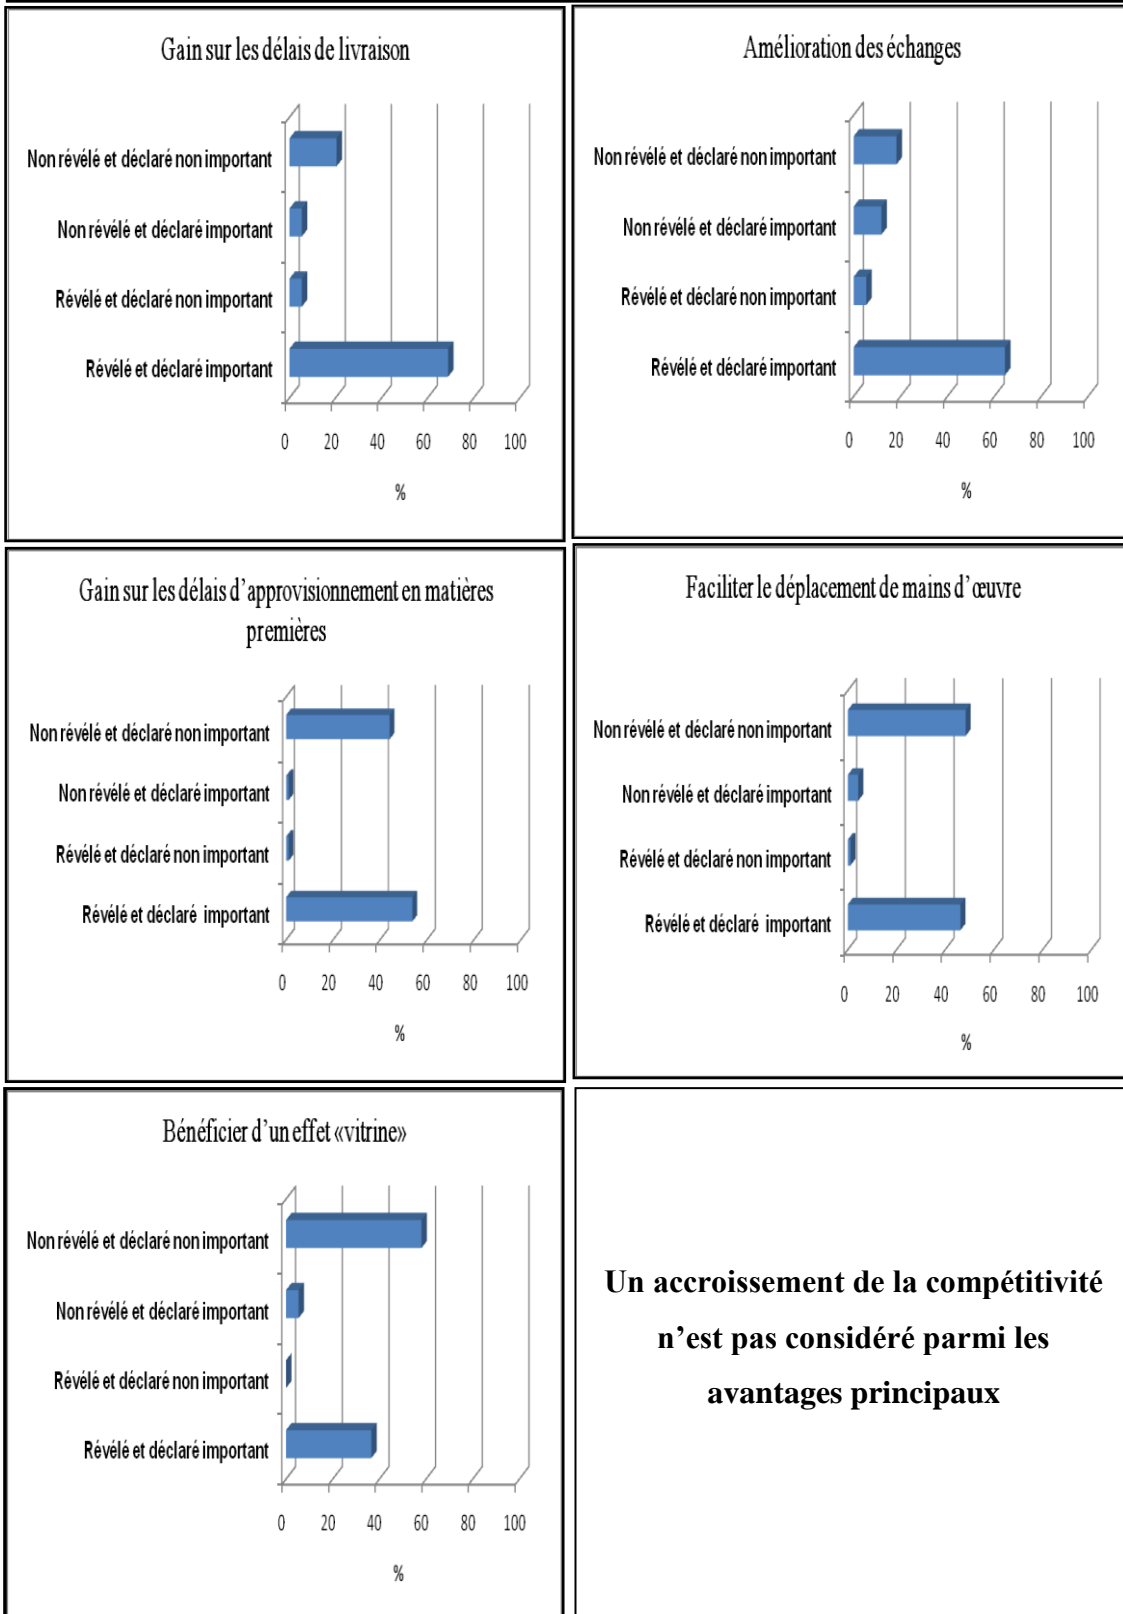 Gain sur les délais de livraison
Non révélé et déclaré non important
Non révélé et déclaré important
Révélé et déclaré non important
Révélé et déclaré important
0 20 40 60 80 100
%
Amélioration des échanges
Non révélé et déclaré non important
Non révélé et déclaré important
Révélé et déclaré non important
Révélé et déclaré important
0 20 40 60 80 100
%
Gain sur les délais d’approvisionnement en matières
premières
Non révélé et déclaré non important
Non révélé et déclaré important
Révélé et déclaré non important
Révélé et déclaré important
0 20 40 60 80 100
%
Faciliter le déplacement de mains d’œuvre
Non révélé et déclaré non important
Non révélé et déclaré important
Révélé et déclaré non important
Révélé et déclaré important
0 20 40 60 80 100
%
Bénéficier d’un effet «vitrine»
Non révélé et déclaré non important
Non révélé et déclaré important
Révélé et déclaré non important
Révélé et déclaré important
0 20 40 60 80 100
%
Un accroissement de la compétitivité
n’est pas considéré parmi les
avantages principaux